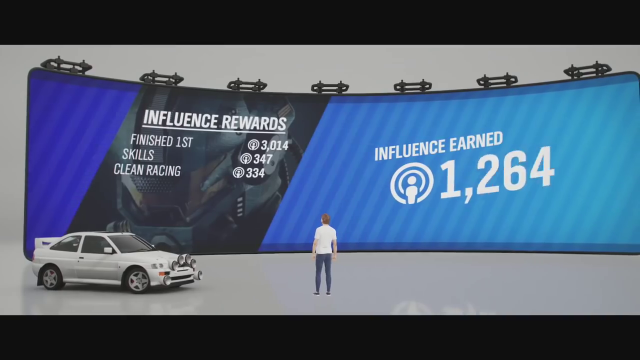 INFLUENCE REWARDS
FINISHED 1ST 3,014
SKILLS 347
CLEAN RACING 334
INFLUENCE EARNED
1,264